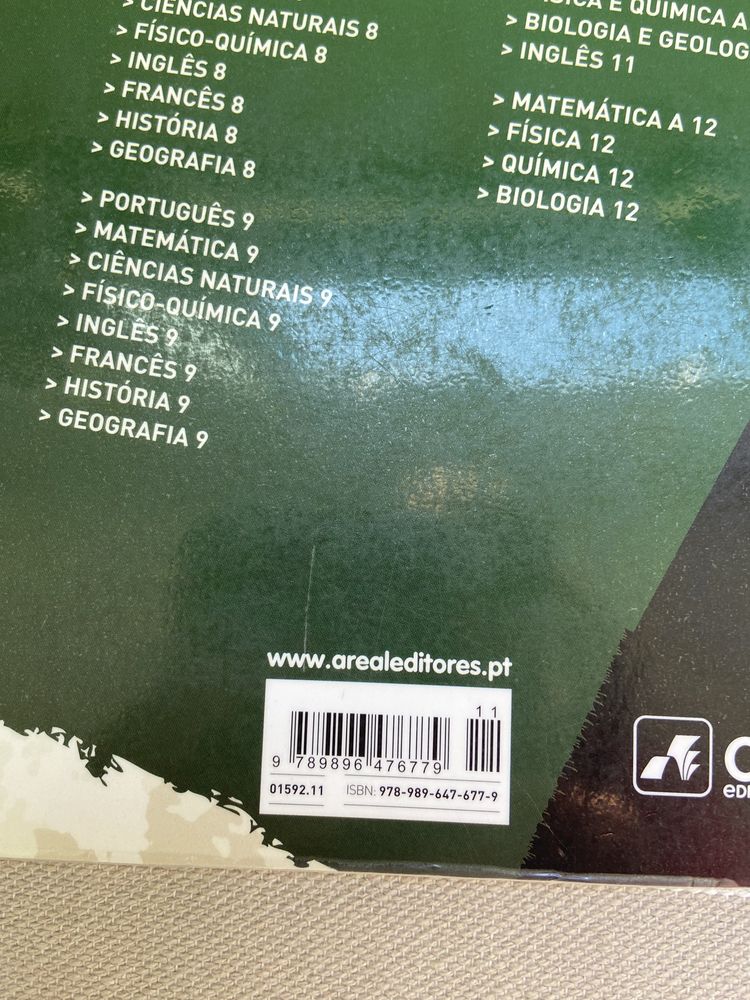 > CIÊNCIAS NATURAIS 8
> FÍSICO-QUÍMICA 8
> INGLÊS 8
> FRANCÊS 8
> HISTÓRIA 8
> GEOGRAFIA 8
> PORTUGUÊS 9
> MATEMÁTICA 9
> CIÊNCIAS NATURAIS 9
> FÍSICO-QUÍMICA 9
> INGLÊS 9
> FRANCÊS 9
> HISTÓRIA 9
> GEOGRAFIA 9
E QUÍMICA A
> BIOLOGIA E GEOLOG
> INGLÊS 11
> MATEMÁTICA A 12
> FÍSICA 12
> QUÍMICA 12
> BIOLOGIA 12
www.arealeditores.pt
11
9 789896 476779
01592.11 ISBN: 978-989-647-677-9